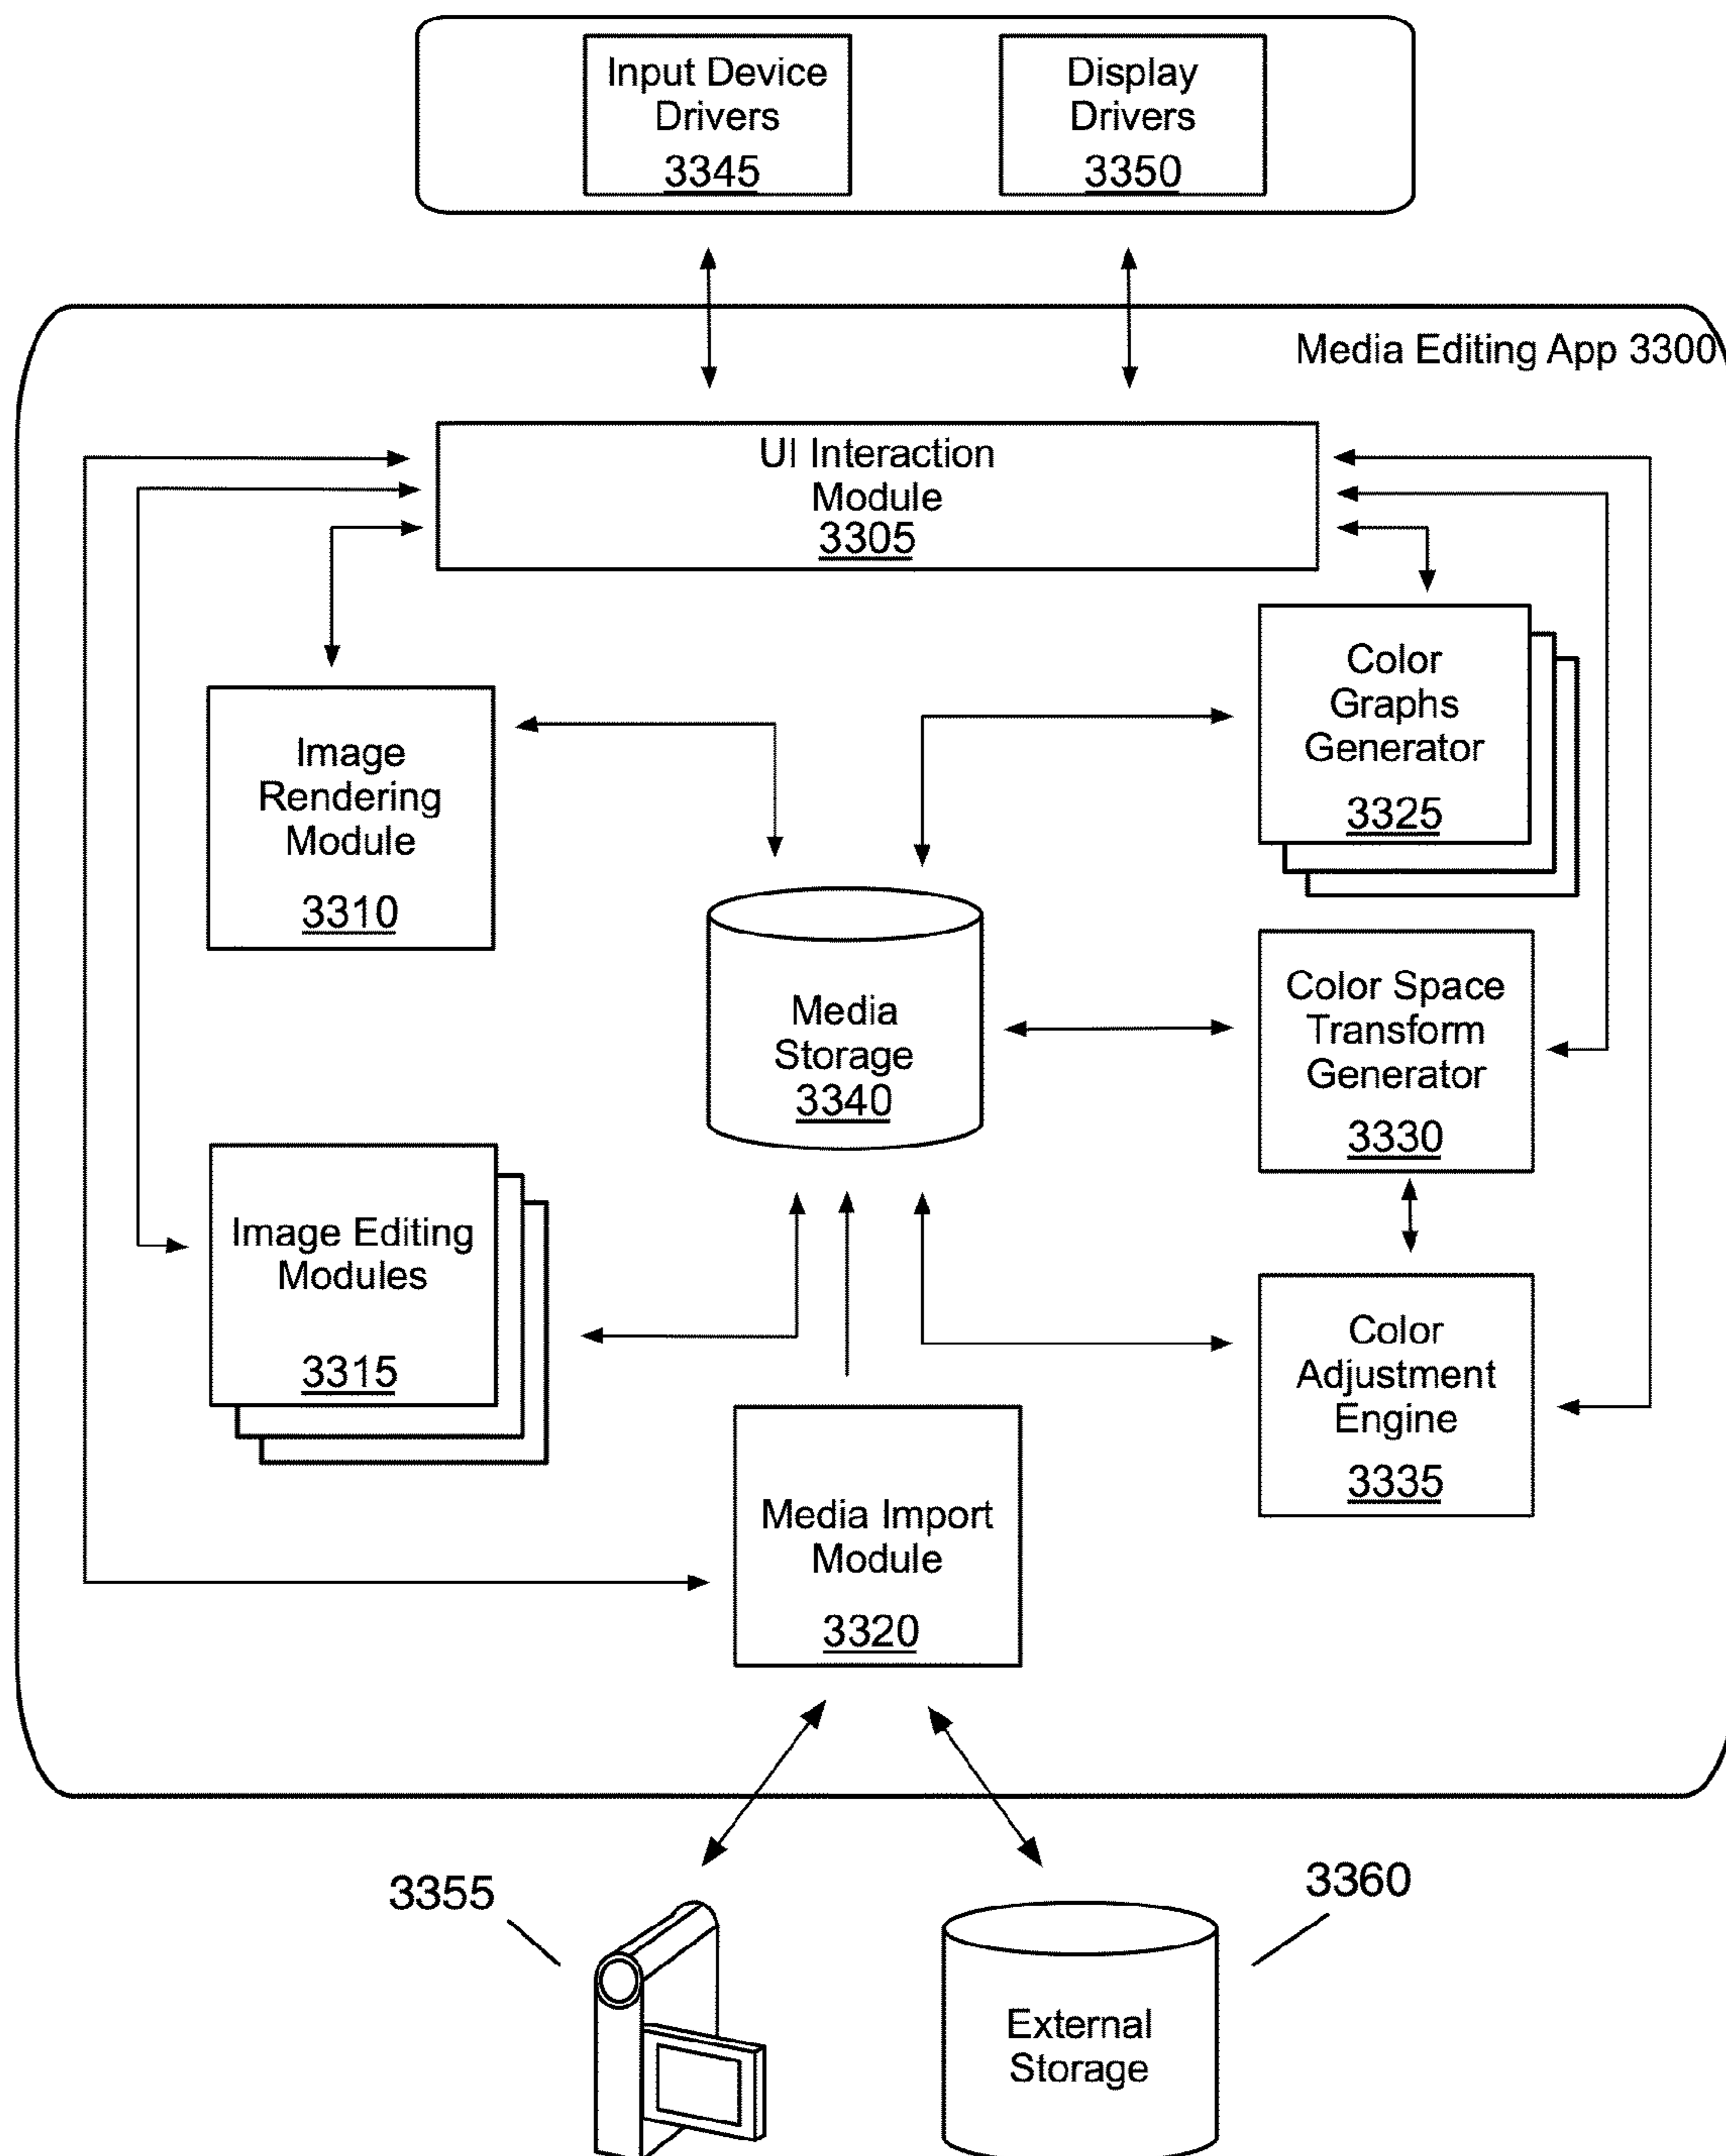 Input Device
Drivers
3345
Display
Drivers
3350
Media Editing App 3300
UI Interaction
Module
3305
Image
Rendering
Module
3310
Color
Graphs
Generator
3325
Media
Storage
3340
Color Space
Transform
Generator
3330
Image Editing
Modules
3315
Color
Adjustment
Engine
3335
Media Import
Module
3320
3355
3360
External
Storage